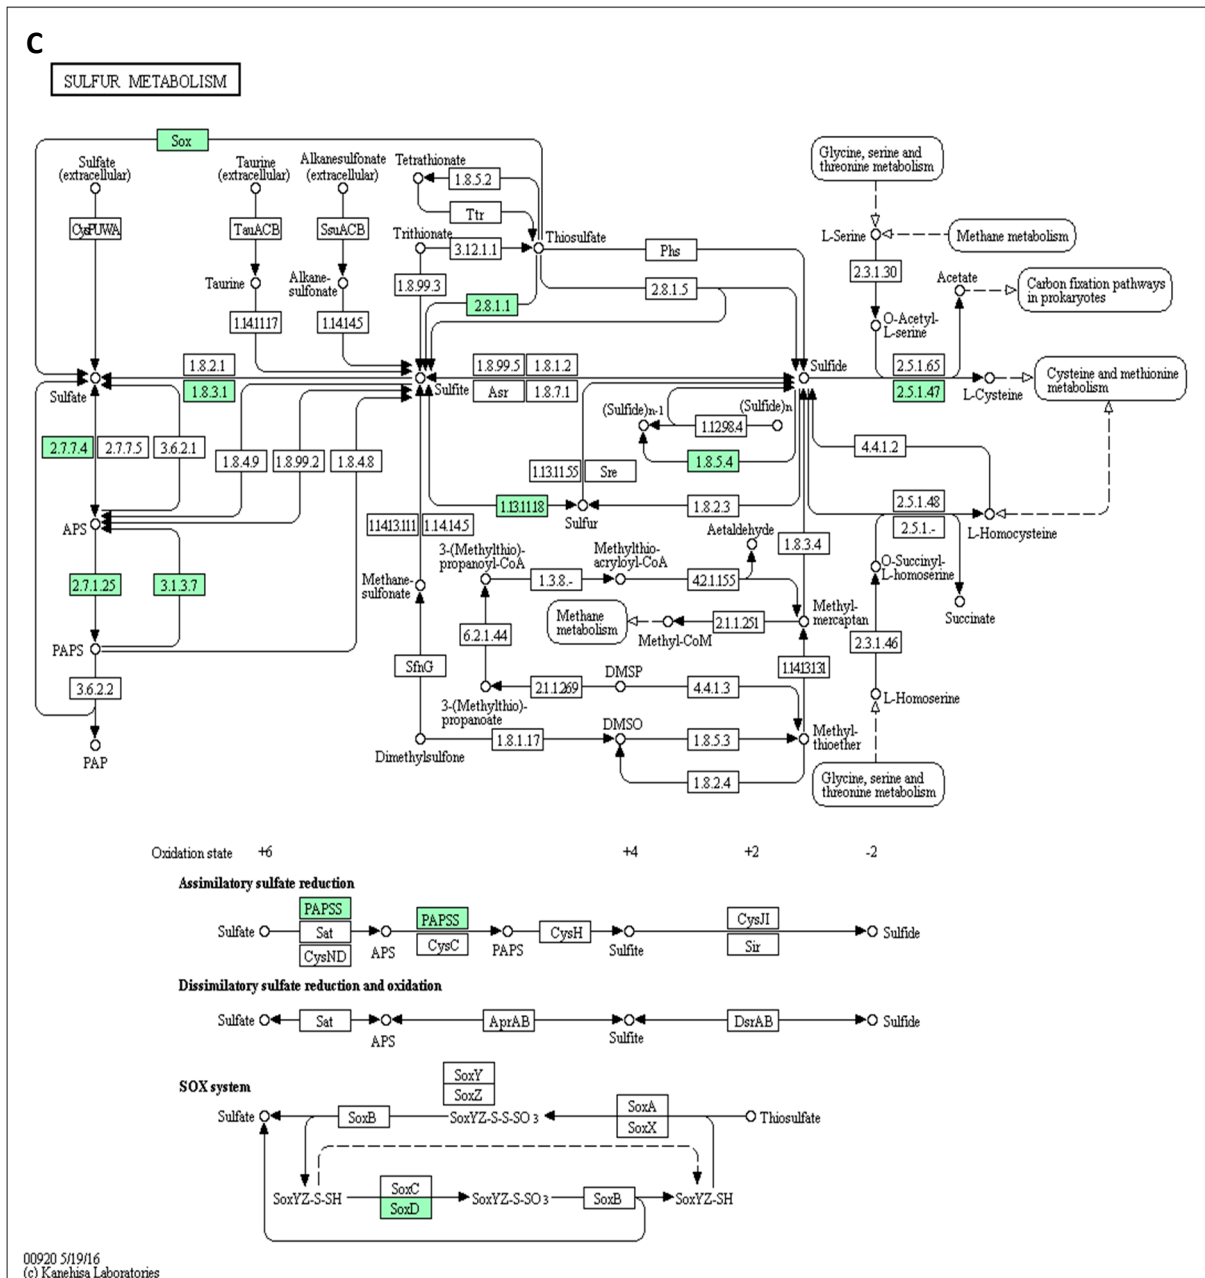 C
SULFUR METABOLISM
Sox
Sulfate
(extracellular)
Taurine
(extracellular)
Alkanesulfonate
(extracellular)
Tetrathionate
1.8.5.2
Ttr
Glycine, serine and
threonine metabolism
CysPUWA
TauACB
SsuACB
Trithionate
3.12.1.1
Thiosulfate
Phs
L-Serine
Methane metabolism
Taurine
Alkane-
sulfonate
1.8.99.3
2.8.1.5
2.3.1.30
Acetate
Carbon fixation pathways
in prokaryotes
2.8.1.1
1.14.11.17
1.14.14.5
O-Acetyl-
L-serine
1.8.2.1
1.8.99.5
1.8.1.2
Sulfide
2.5.1.65
Sulfate
1.8.3.1
Sulfite
Asr
1.8.7.1
2.5.1.47
L-Cysteine
Cysteine and methionine
metabolism
(Sulfide)n-1
(Sulfide)n
1.12.98.4
2.7.7.4
2.7.7.5
3.6.2.1
1.8.4.9
1.8.99.2
1.8.4.8
1.8.5.4
4.4.1.2
1.13.11.55
Sre
1.13.11.18
Sulfur
1.8.2.3
2.5.1.48
2.5.1.-
L-Homocysteine
APS
1.14.13.111
1.14.14.5
Aetaldehyde
1.8.3.4
3-(Methylthio)-
propanoyl-CoA
Methylthio-
acryloyl-CoA
O-Succinyl-
L-homoserine
2.7.1.25
3.1.3.7
Methane-
sulfonate
1.3.8.-
4.2.1.155
Succinate
Methane
metabolism
Methyl-CoM
2.1.1.251
Methyl-
mercaptan
PAPS
6.2.1.44
2.3.1.46
SfnG
1.14.13.131
3.6.2.2
DMSP
2.1.1.269
4.4.1.3
L-Homoserine
3-(Methylthio)-
propanoate
DMSO
PAP
Dimethylsulfone
1.8.1.17
1.8.5.3
Methyl-
thioether
1.8.2.4
Glycine, serine and
threonine metabolism
Oxidation state +6 +4 +2 -2
Assimilatory sulfate reduction
PAPSS
PAPSS
CysJI
Sulfate
Sat
APS
CysC
PAPS
CysH
Sulfite
Sir
Sulfide
CysND
Dissimilatory sulfate reduction and oxidation
Sulfate
Sat
APS
AprAB
Sulfite
DsrAB
Sulfide
SOX system
SoxY
SoxZ
Sulfate
SoxB
SoxYZ-S-S-SO3
SoxA
SoxX
Thiosulfate
SoxYZ-S-SH
SoxC
SoxD
SoxYZ-S-SO3
SoxB
SoxYZ-SH
00920 5/19/16
(c) Kanehisa Laboratories